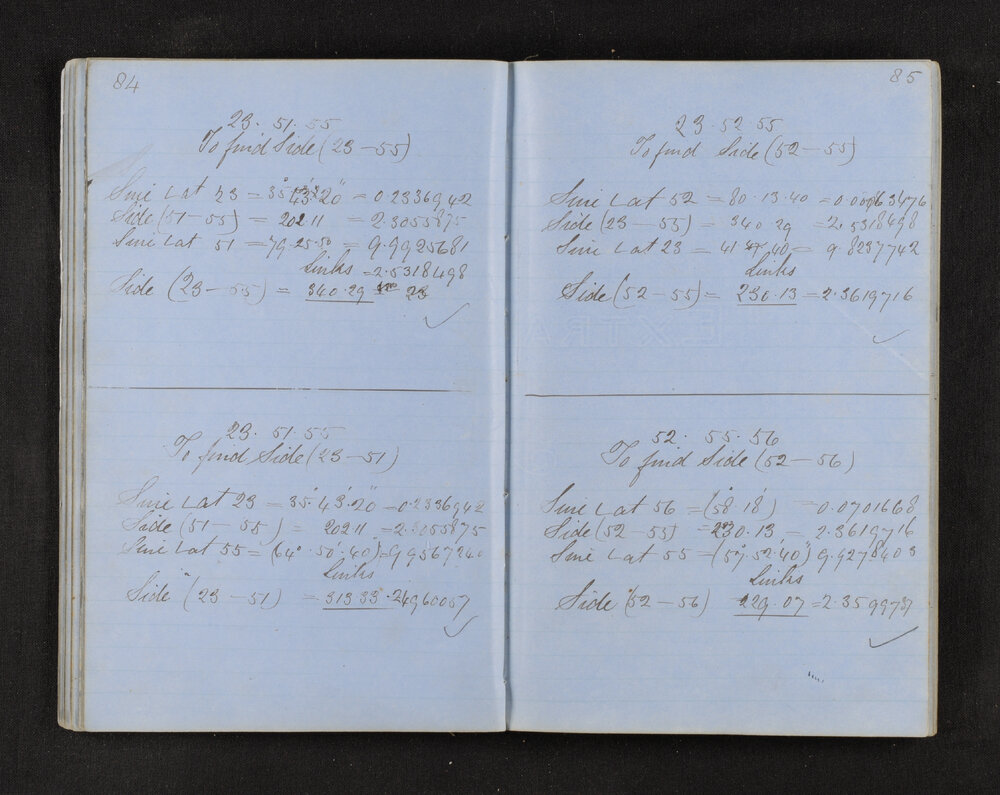 84
23. 51. 55
To find Side (23 — 55)
Sine L at 23 = 35° 43' 20" = 0.2336942
Side (51 — 55) = 202 11 = 2.3055875
Sine L at 51 = 79.25.50 = 9.9925681
Links = 2.5318498
Side (23 — 55) = 340.29
23. 51. 55
To find Side (23 — 51)
Sine L at 23 = 35° 43' 20" = 0.2336942
Side (51 — 55) = 202 11 = 2.3055875
Sine L at 55 = (64°. 50'. 40") = 9.9567240
Links
Side (23 — 51) = 313.33. 2.4960057
85
23. 52. 55
To find Side (52 — 55)
Sine L at 52 = 80.13.40 = 0.0063476
Side (23 — 55) = 340 29 = 2.5318498
Sine L at 23 = 41 40 = 9 8237742
Links
Side (52 — 55) = 230.13 = 2.3619716
52. 55. 56
To find Side (52 — 56)
Sine L at 56 = (58° 18') = 0.0701668
Side (52 — 55) = 230.13 = 2.3619716
Sine L at 55 — (57°. 52'. 40") 9.9278403
Links
Side (52 — 56) 229.07 = 2.3599787
EXTRA